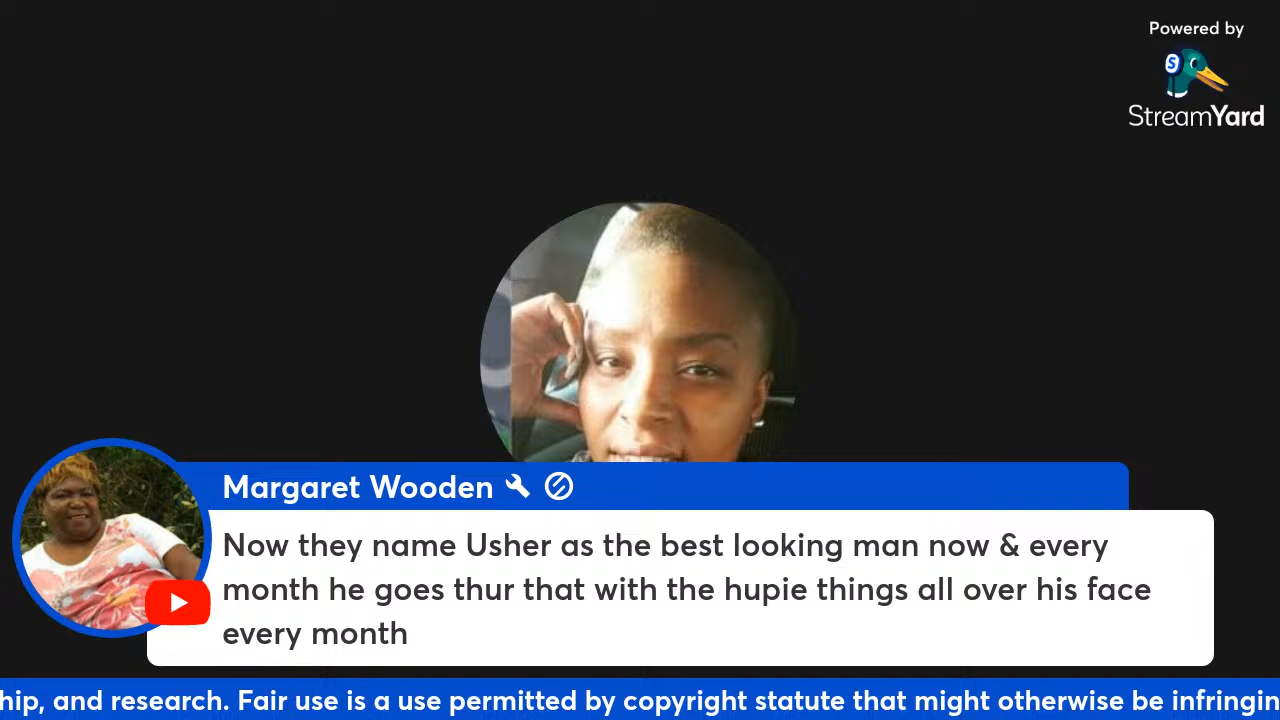 Powered by
StreamYard
Margaret Wooden
Now they name Usher as the best looking man now & every
month he goes thur that with the hupie things all over his face
every month
hip, and research. Fair use is a use permitted by copyright statute that might otherwise be infringin